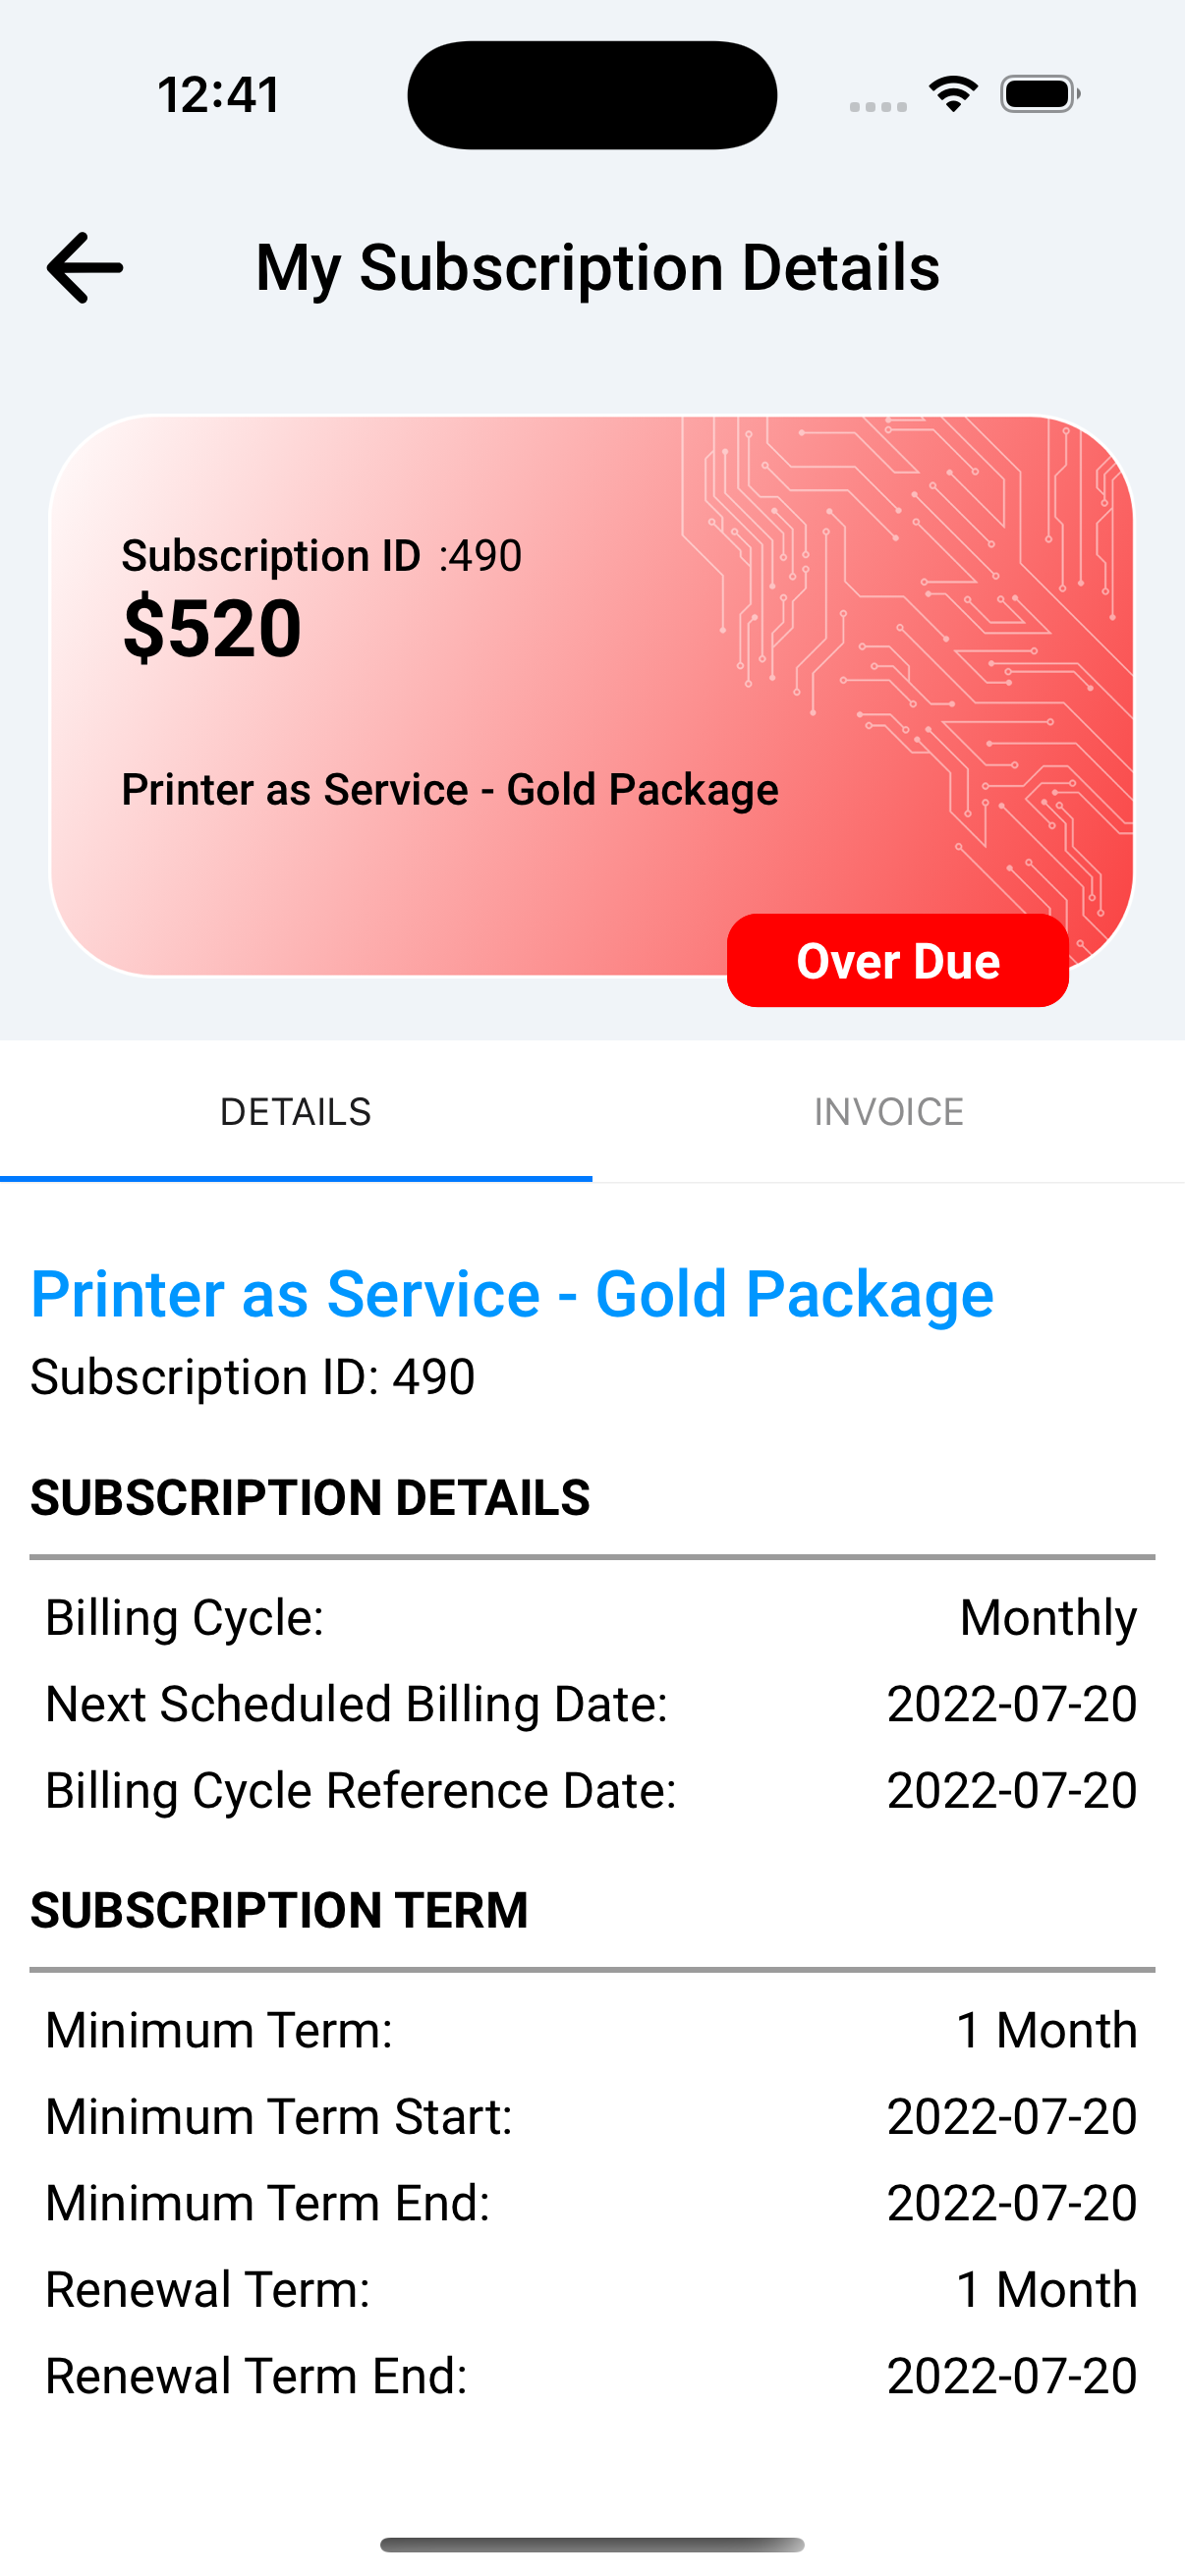 12:41
My Subscription Details
Subscription ID :490
$520
Printer as Service - Gold Package
Over Due
DETAILS INVOICE
Printer as Service - Gold Package
Subscription ID: 490
SUBSCRIPTION DETAILS
Billing Cycle: Monthly
Next Scheduled Billing Date: 2022-07-20
Billing Cycle Reference Date: 2022-07-20
SUBSCRIPTION TERM
Minimum Term: 1 Month
Minimum Term Start: 2022-07-20
Minimum Term End: 2022-07-20
Renewal Term: 1 Month
Renewal Term End: 2022-07-20